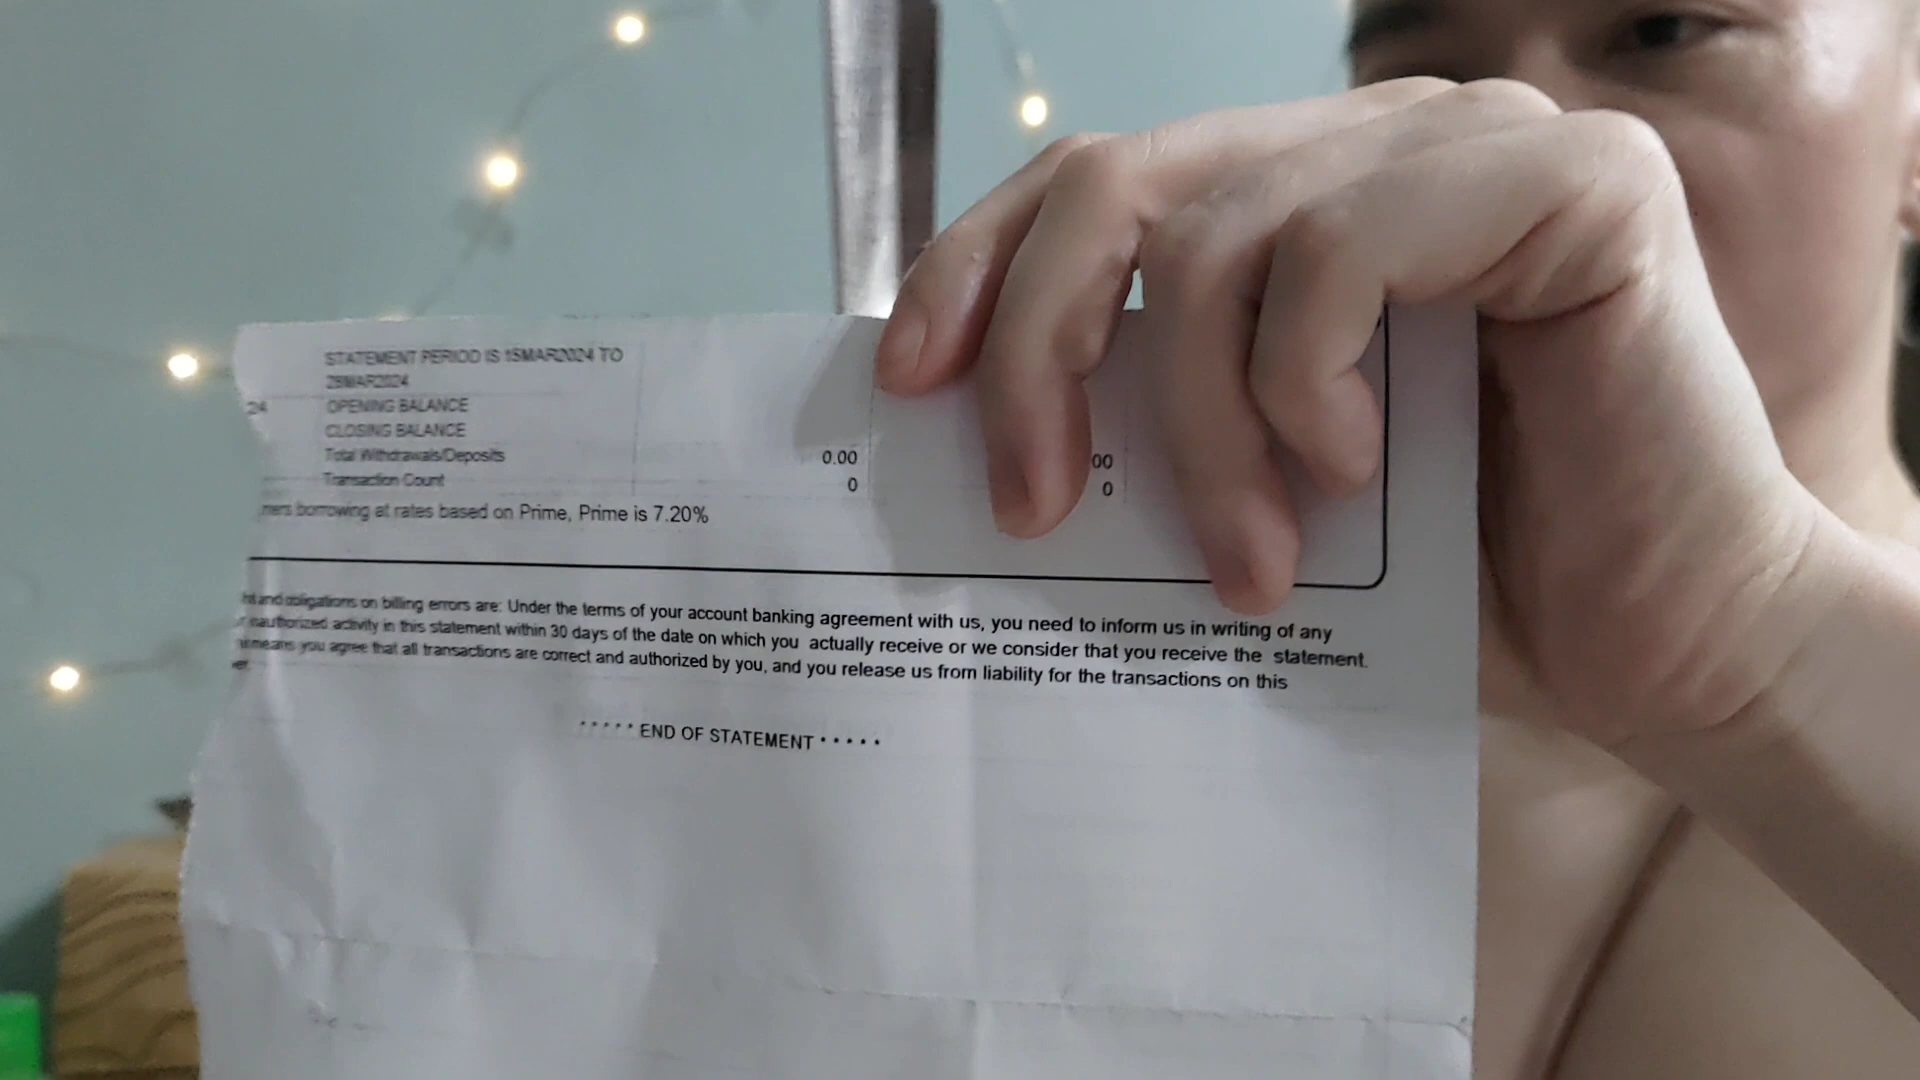 STATEMENT PERIOD IS 15MAR2024 TO
28MAR2024
24 OPENING BALANCE
CLOSING BALANCE
Total Withdrawals/Deposits 0.00 00
Transaction Count 0 0
ners borrowing at rates based on Prime, Prime is 7.20%
and obligations on billing errors are: Under the terms of your account banking agreement with us, you need to inform us in writing of any
nauthorized activity in this statement within 30 days of the date on which you actually receive or we consider that you receive the statement.
means you agree that all transactions are correct and authorized by you, and you release us from liability for the transactions on this
***** END OF STATEMENT *****